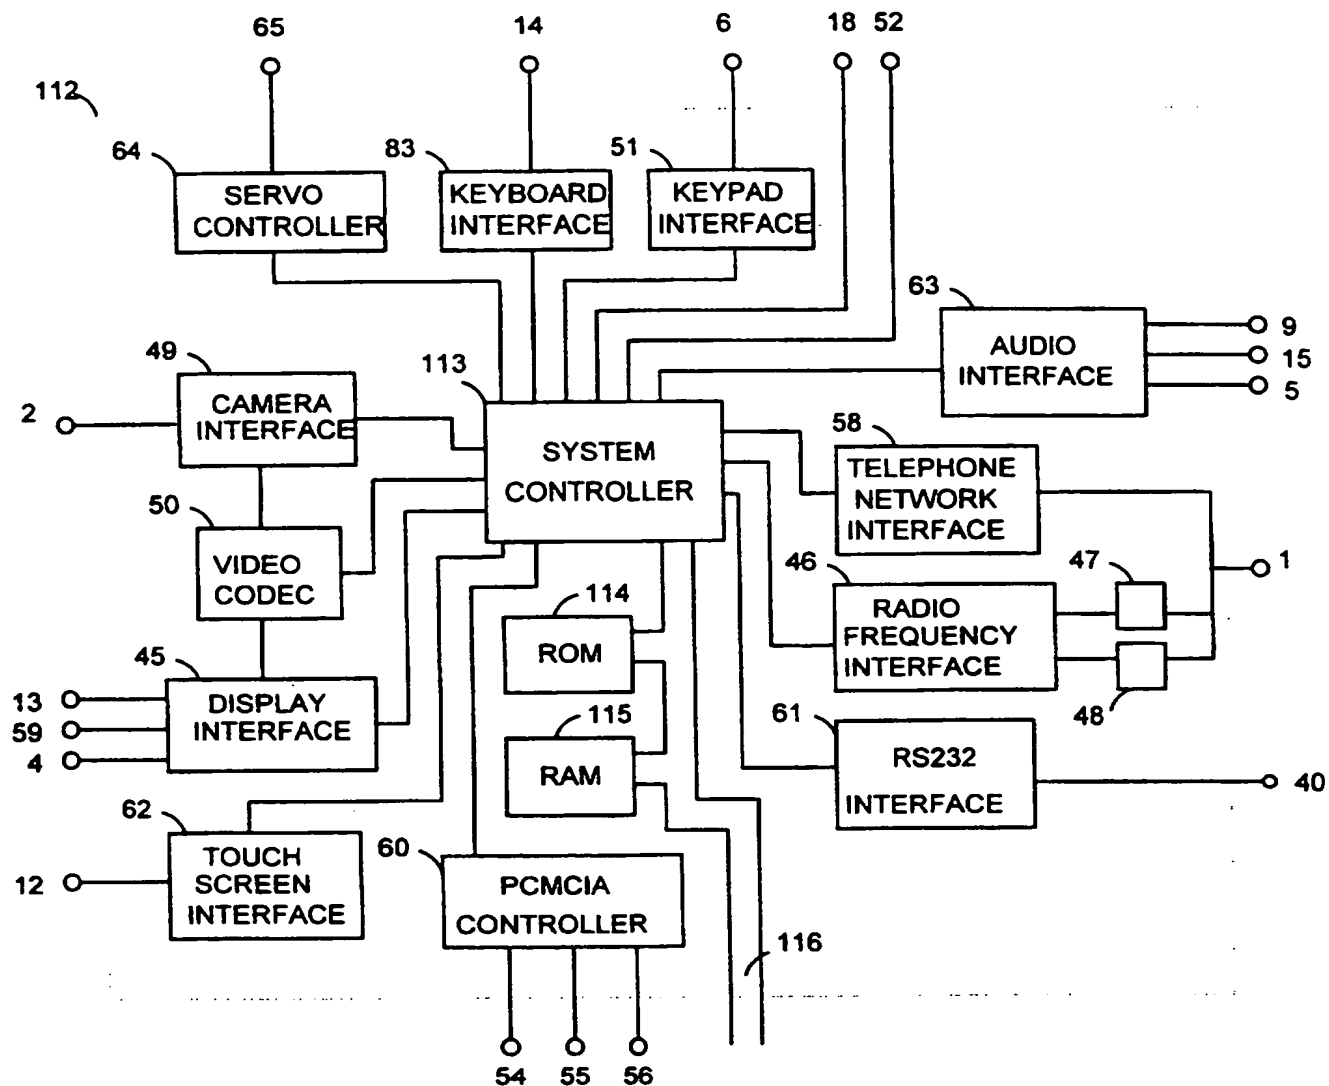 65
14
6
18
52
112
64
83
51
SERVO
CONTROLLER
KEYBOARD
INTERFACE
KEYPAD
INTERFACE
63
AUDIO
INTERFACE
9
15
5
49
CAMERA
INTERFACE
2
113
SYSTEM
CONTROLLER
58
TELEPHONE
NETWORK
INTERFACE
50
VIDEO
CODEC
46
RADIO
FREQUENCY
INTERFACE
47
1
48
114
ROM
45
DISPLAY
INTERFACE
13
59
4
115
RAM
61
RS232
INTERFACE
40
62
TOUCH
SCREEN
INTERFACE
12
60
PCMCIA
CONTROLLER
116
54
55
56